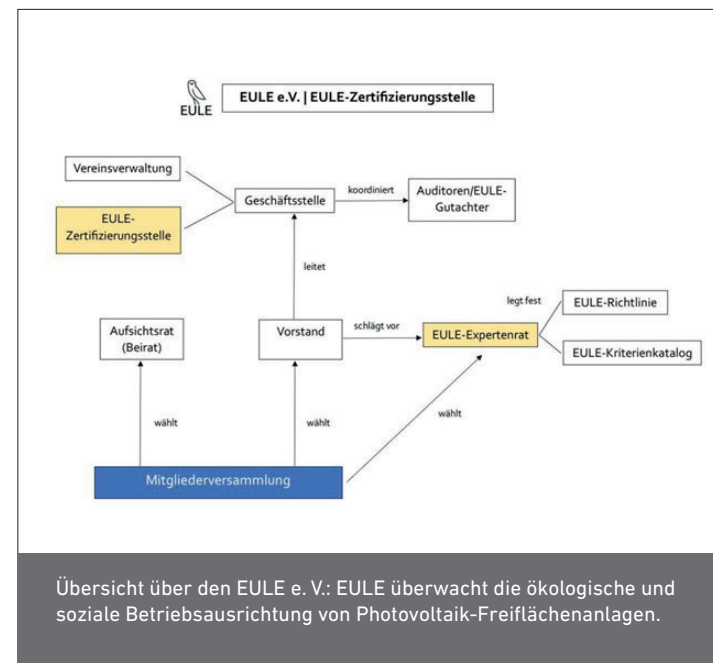 EULE
EULE e.V. | EULE-Zertifizierungsstelle
Vereinsverwaltung
EULE-
Zertifizierungsstelle
Geschäftsstelle
koordiniert
Auditoren/EULE-
Gutachter
leitet
Aufsichtsrat
(Beirat)
Vorstand
schlägt vor
EULE-Expertenrat
legt fest
EULE-Richtlinie
EULE-Kriterienkatalog
wählt
wählt
wählt
Mitgliederversammlung
Übersicht über den EULE e. V.: EULE überwacht die ökologische und
soziale Betriebsausrichtung von Photovoltaik-Freiflächenanlagen.